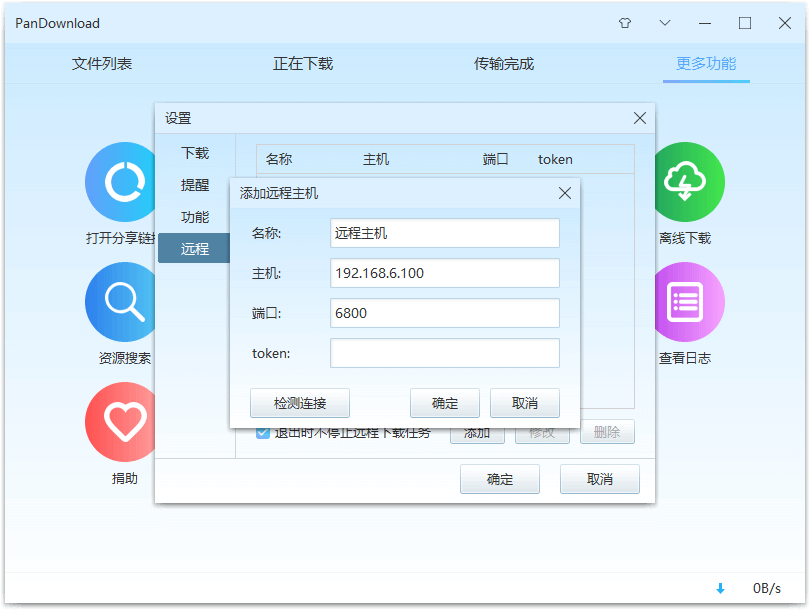 PanDownload
文件列表 正在下载 传输完成 更多功能
设置
下载
提醒
功能
远程
名称 主机 端口 token
添加远程主机
名称: 远程主机
主机: 192.168.6.100
端口: 6800
token:
检测连接 确定 取消
退出时不停止远程下载任务 添加 修改 删除
确定 取消
打开分享链接
离线下载
资源搜索
查看日志
捐助
0B/s